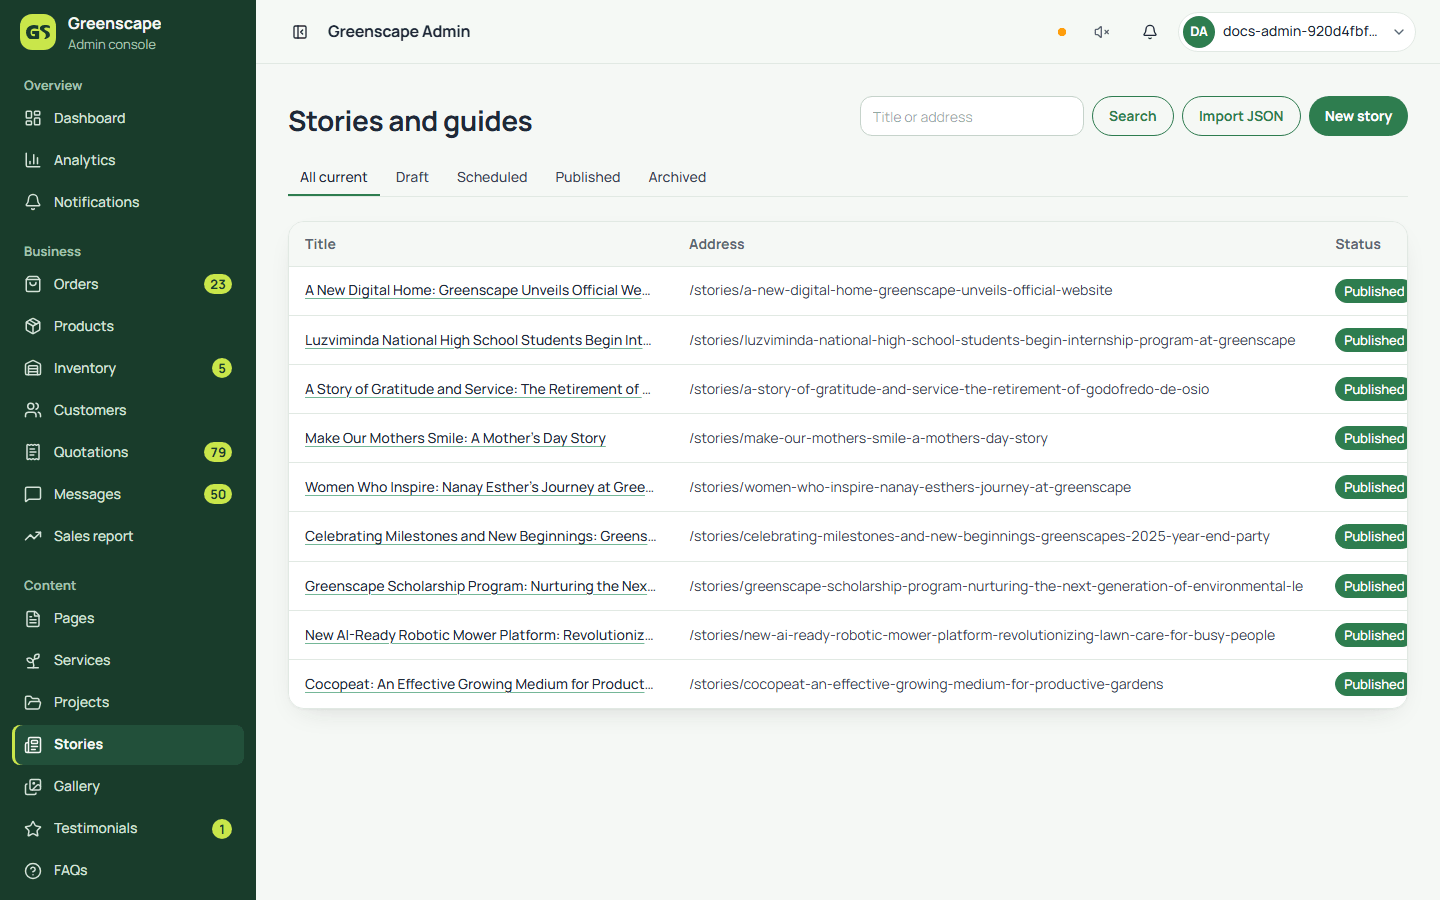 GS
Greenscape
Admin console
Overview
Dashboard
Analytics
Notifications
Business
Orders 23
Products
Inventory 5
Customers
Quotations 79
Messages 50
Sales report
Content
Pages
Services
Projects
Stories
Gallery
Testimonials 1
FAQs
Greenscape Admin
DA docs-admin-920d4fbf...
Stories and guides
Title or address
Search
Import JSON
New story
All current Draft Scheduled Published Archived
Title Address Status
A New Digital Home: Greenscape Unveils Official We... /stories/a-new-digital-home-greenscape-unveils-official-website Published
Luzviminda National High School Students Begin Int... /stories/luzviminda-national-high-school-students-begin-internship-program-at-greenscape Published
A Story of Gratitude and Service: The Retirement of ... /stories/a-story-of-gratitude-and-service-the-retirement-of-godofredo-de-osio Published
Make Our Mothers Smile: A Mother's Day Story /stories/make-our-mothers-smile-a-mothers-day-story Published
Women Who Inspire: Nanay Esther's Journey at Gree... /stories/women-who-inspire-nanay-esthers-journey-at-greenscape Published
Celebrating Milestones and New Beginnings: Greens... /stories/celebrating-milestones-and-new-beginnings-greenscapes-2025-year-end-party Published
Greenscape Scholarship Program: Nurturing the Nex... /stories/greenscape-scholarship-program-nurturing-the-next-generation-of-environmental-le Published
New AI-Ready Robotic Mower Platform: Revolutioniz... /stories/new-ai-ready-robotic-mower-platform-revolutionizing-lawn-care-for-busy-people Published
Cocopeat: An Effective Growing Medium for Product... /stories/cocopeat-an-effective-growing-medium-for-productive-gardens Published